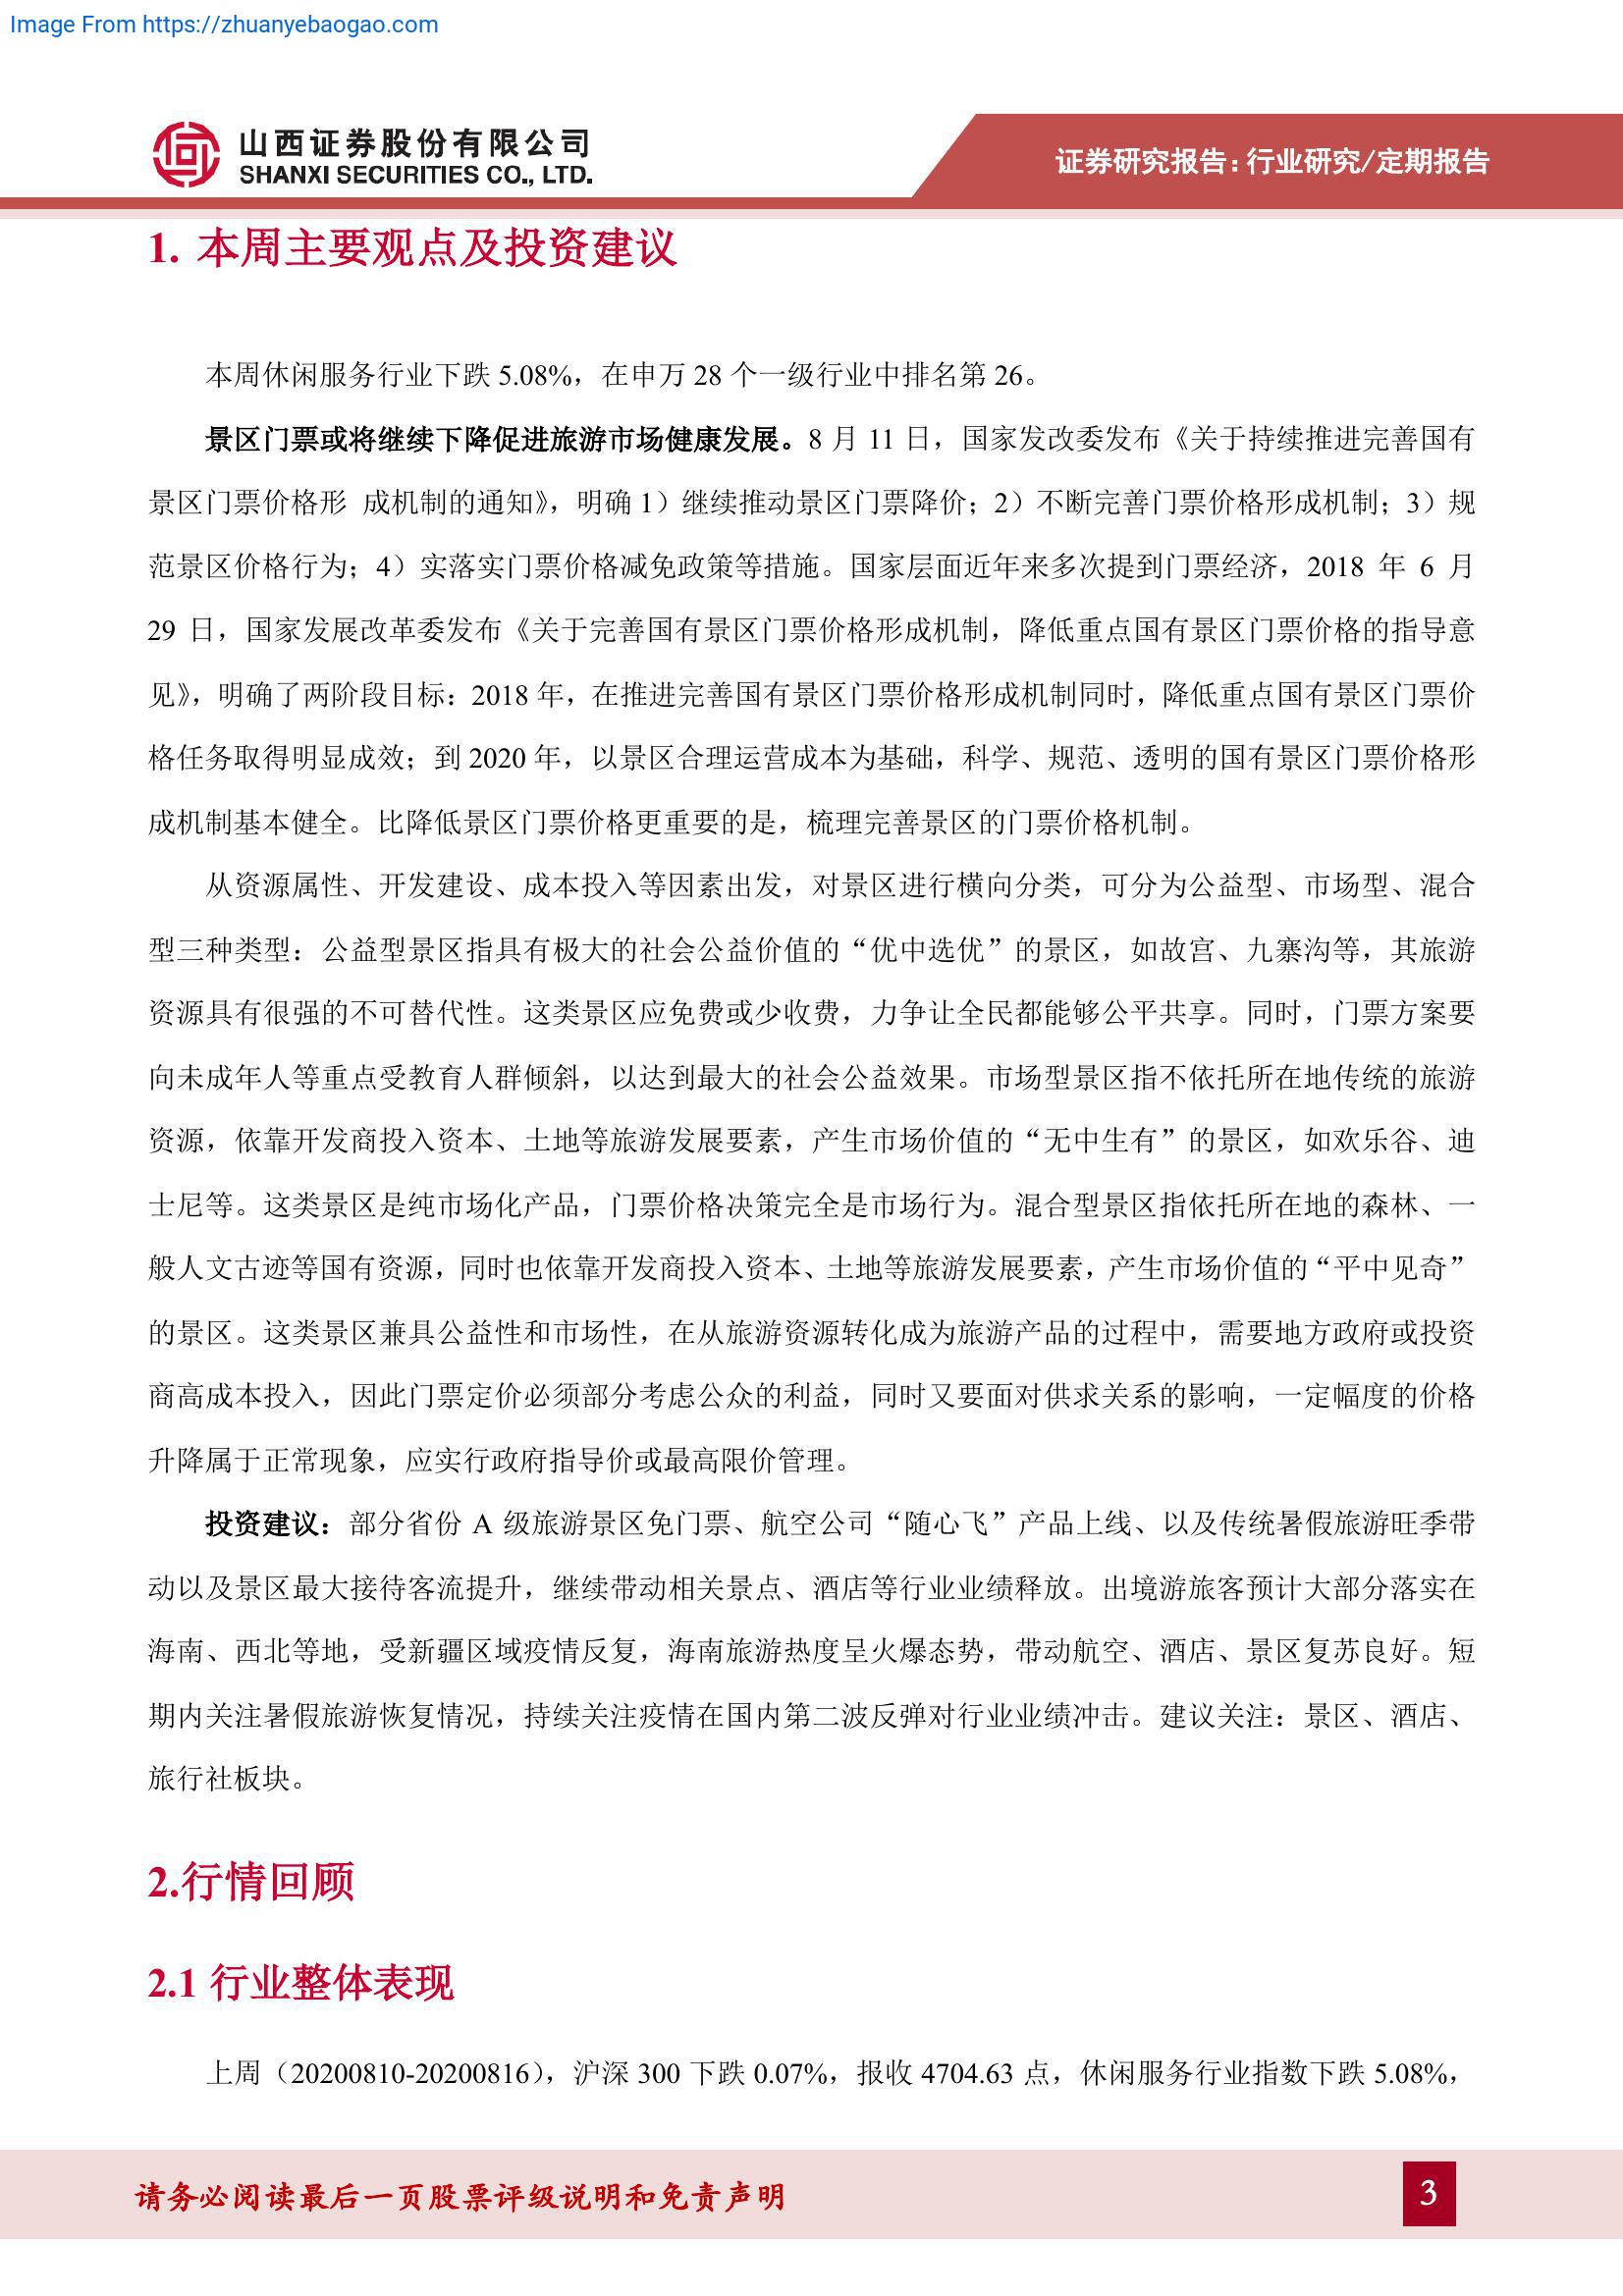 Image From https://zhuanyebaogao.com
山西证券股份有限公司
SHANXI SECURITIES CO., LTD.
证券研究报告：行业研究/定期报告
1. 本周主要观点及投资建议
本周休闲服务行业下跌 5.08%，在申万 28 个一级行业中排名第 26。
景区门票或将继续下降促进旅游市场健康发展。8 月 11 日，国家发改委发布《关于持续推进完善国有
景区门票价格形 成机制的通知》，明确 1）继续推动景区门票降价；2）不断完善门票价格形成机制；3）规
范景区价格行为；4）实落实门票价格减免政策等措施。国家层面近年来多次提到门票经济，2018 年 6 月
29 日，国家发展改革委发布《关于完善国有景区门票价格形成机制，降低重点国有景区门票价格的指导意
见》，明确了两阶段目标：2018 年，在推进完善国有景区门票价格形成机制同时，降低重点国有景区门票价
格任务取得明显成效；到 2020 年，以景区合理运营成本为基础，科学、规范、透明的国有景区门票价格形
成机制基本健全。比降低景区门票价格更重要的是，梳理完善景区的门票价格机制。
从资源属性、开发建设、成本投入等因素出发，对景区进行横向分类，可分为公益型、市场型、混合
型三种类型：公益型景区指具有极大的社会公益价值的“优中选优”的景区，如故宫、九寨沟等，其旅游
资源具有很强的不可替代性。这类景区应免费或少收费，力争让全民都能够公平共享。同时，门票方案要
向未成年人等重点受教育人群倾斜，以达到最大的社会公益效果。市场型景区指不依托所在地传统的旅游
资源，依靠开发商投入资本、土地等旅游发展要素，产生市场价值的“无中生有”的景区，如欢乐谷、迪
士尼等。这类景区是纯市场化产品，门票价格决策完全是市场行为。混合型景区指依托所在地的森林、一
般人文古迹等国有资源，同时也依靠开发商投入资本、土地等旅游发展要素，产生市场价值的“平中见奇”
的景区。这类景区兼具公益性和市场性，在从旅游资源转化成为旅游产品的过程中，需要地方政府或投资
商高成本投入，因此门票定价必须部分考虑公众的利益，同时又要面对供求关系的影响，一定幅度的价格
升降属于正常现象，应实行政府指导价或最高限价管理。
投资建议：部分省份 A 级旅游景区免门票、航空公司“随心飞”产品上线、以及传统暑假旅游旺季带
动以及景区最大接待客流提升，继续带动相关景点、酒店等行业业绩释放。出境游旅客预计大部分落实在
海南、西北等地，受新疆区域疫情反复，海南旅游热度呈火爆态势，带动航空、酒店、景区复苏良好。短
期内关注暑假旅游恢复情况，持续关注疫情在国内第二波反弹对行业业绩冲击。建议关注：景区、酒店、
旅行社板块。
2.行情回顾
2.1 行业整体表现
上周（20200810-20200816），沪深 300 下跌 0.07%，报收 4704.63 点，休闲服务行业指数下跌 5.08%，
请务必阅读最后一页股票评级说明和免责声明
3